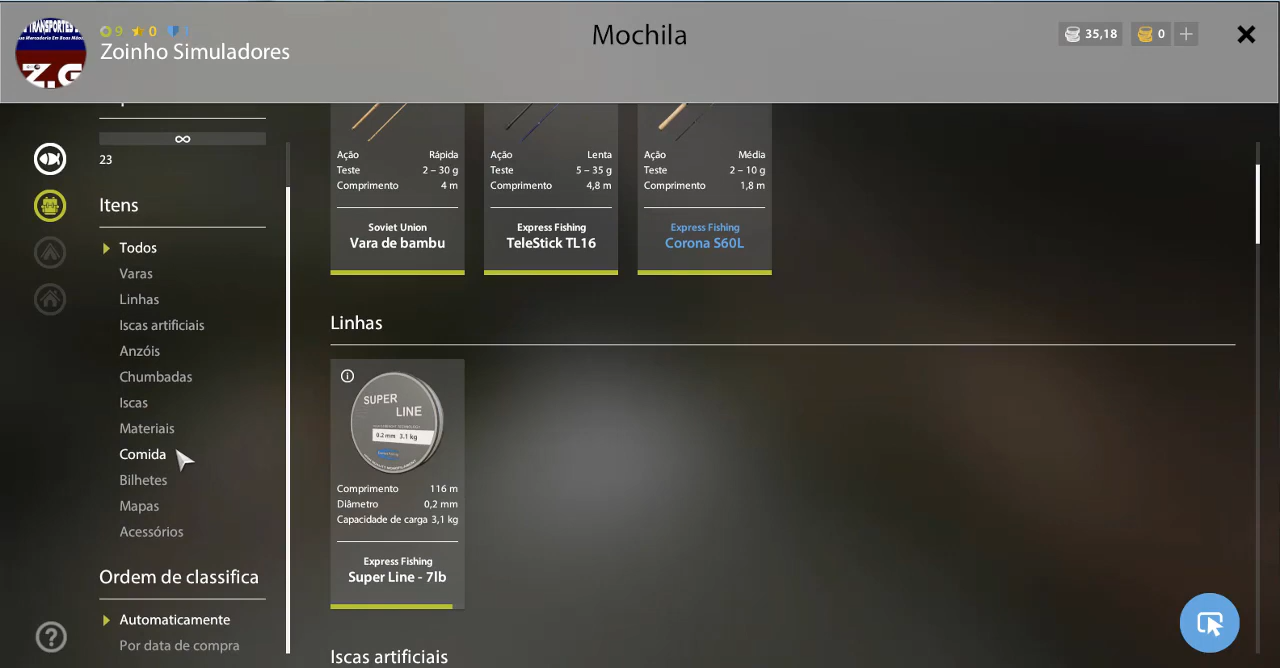 TRANSPORTES
Z.G
9 0 1
Zoinho Simuladores
Mochila
35,18
0
∞
23
Itens
Todos
Varas
Linhas
Iscas artificiais
Anzóis
Chumbadas
Iscas
Materiais
Comida
Bilhetes
Mapas
Acessórios
Ordem de classifica
Automaticamente
Por data de compra
Ação Rápida
Teste 2 – 30 g
Comprimento 4 m
Soviet Union
Vara de bambu
Ação Lenta
Teste 5 – 35 g
Comprimento 4,8 m
Express Fishing
TeleStick TL16
Ação Média
Teste 2 – 10 g
Comprimento 1,8 m
Express Fishing
Corona S60L
Linhas
SUPER
LINE
0.2 mm 3.1 kg
Comprimento 116 m
Diâmetro 0,2 mm
Capacidade de carga 3,1 kg
Express Fishing
Super Line - 7lb
Iscas artificiais